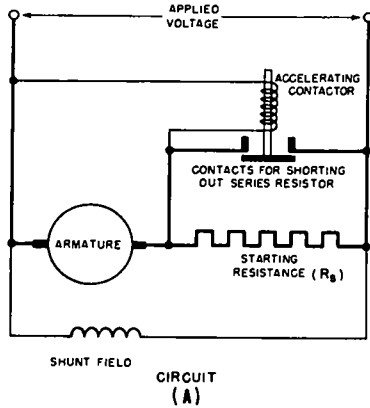 APPLIED
VOLTAGE
ACCELERATING
CONTACTOR
CONTACTS FOR SHORTING
OUT SERIES RESISTOR
ARMATURE
STARTING
RESISTANCE (Rs)
SHUNT FIELD
CIRCUIT
(A)